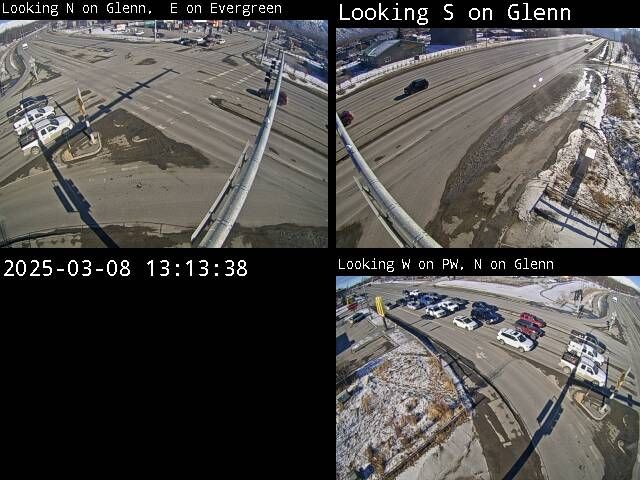 Looking N on Glenn,  E on Evergreen
Looking S on Glenn
2025-03-08 13:13:38
Looking W on PW, N on Glenn